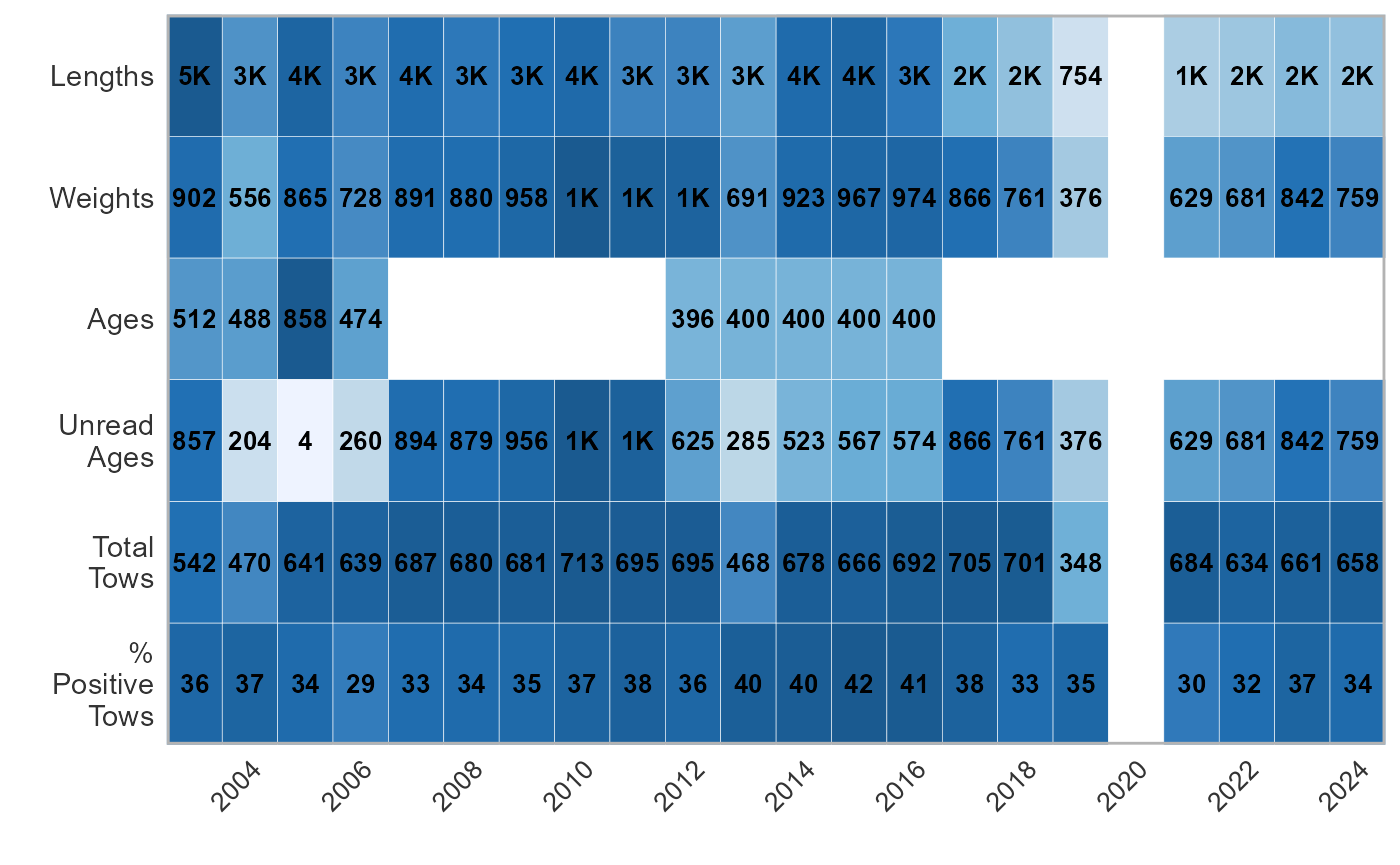 Lengths 5K 3K 4K 3K 4K 3K 3K 4K 3K 3K 3K 4K 4K 3K 2K 2K 754 1K 2K 2K 2K
Weights 902 556 865 728 891 880 958 1K 1K 1K 691 923 967 974 866 761 376 629 681 842 759
Ages 512 488 858 474 396 400 400 400 400
Unread
Ages
857 204 4 260 894 879 956 1K 1K 625 285 523 567 574 866 761 376 629 681 842 759
Total
Tows
542 470 641 639 687 680 681 713 695 695 468 678 666 692 705 701 348 684 634 661 658
%
Positive
Tows
36 37 34 29 33 34 35 37 38 36 40 40 42 41 38 33 35 30 32 37 34
2004 2006 2008 2010 2012 2014 2016 2018 2020 2022 2024